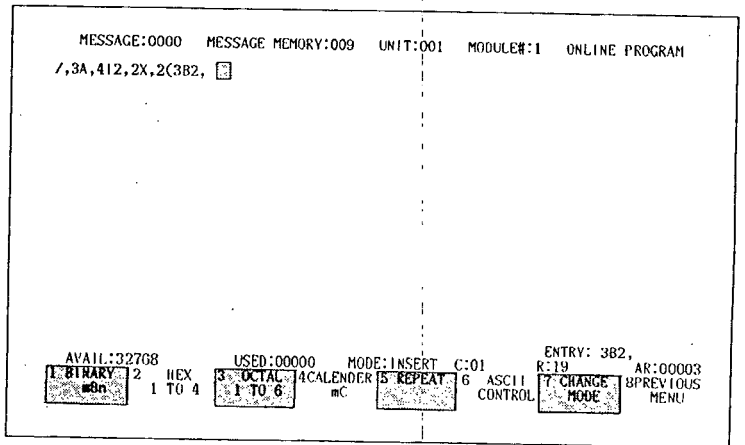 MESSAGE:0000 MESSAGE MEMORY:009 UNIT:001 MODULE#:1 ONLINE PROGRAM
/,3A,4I2,2X,2(3B2,
ENTRY: 3B2,
AVAIL:32768 USED:00000 MODE:INSERT C:01 R:19 AR:00003
1 BINARY 2 HEX 3 OCTAL 4CALENDER 5 REPEAT 6 ASCII 7 CHANGE 8PREVIOUS
mBn 1 TO 4 1 TO 6 mC CONTROL MODE MENU